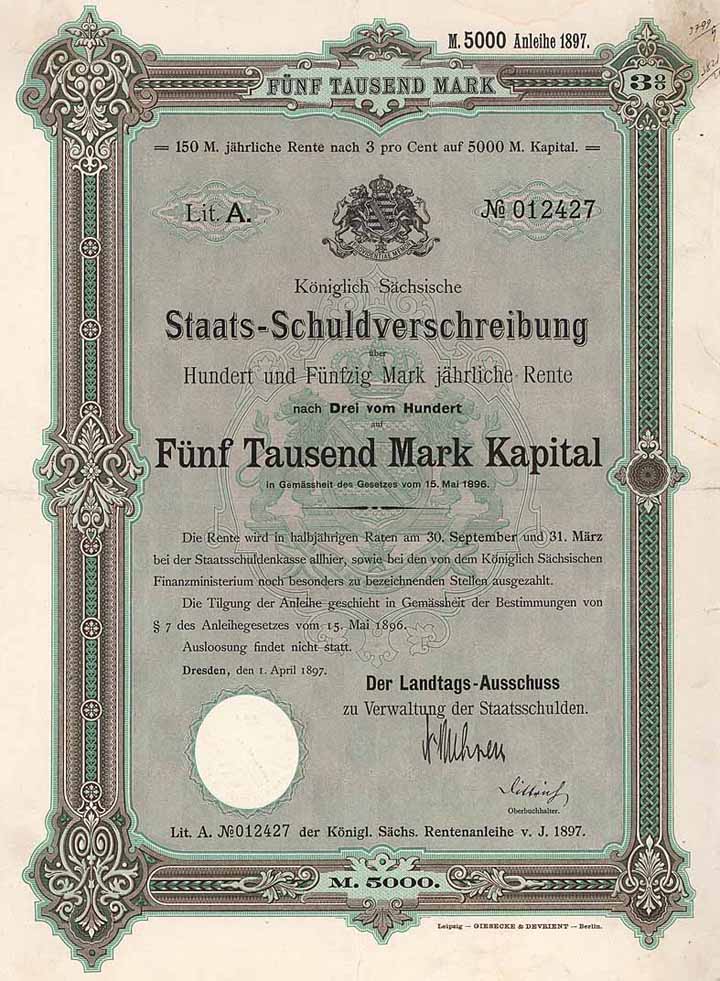 M. 5000 Anleihe 1897.
FÜNF TAUSEND MARK
3%
150 M. jährliche Rente nach 3 pro Cent auf 5000 M. Kapital.
Lit. A.
№ 012427
PROVIDENTIAE MEMOR
Königlich Sächsische
Staats-Schuldverschreibung
über
Hundert und Fünfzig Mark jährliche Rente
nach Drei vom Hundert
auf
Fünf Tausend Mark Kapital
in Gemässheit des Gesetzes vom 15. Mai 1896.
Die Rente wird in halbjährigen Raten am 30. September und 31. März
bei der Staatsschuldenkasse allhier, sowie bei den von dem Königlich Sächsischen
Finanzministerium noch besonders zu bezeichnenden Stellen ausgezahlt.
Die Tilgung der Anleihe geschieht in Gemässheit der Bestimmungen von
§ 7 des Anleihegesetzes vom 15. Mai 1896.
Ausloosung findet nicht statt.
Dresden, den 1. April 1897.
Der Landtags-Ausschuss
zu Verwaltung der Staatsschulden.
Dittrich
Oberbuchhalter.
Lit. A. №012427 der Königl. Sächs. Rentenanleihe v. J. 1897.
M. 5000.
Leipzig — GIESECKE & DEVRIENT — Berlin.